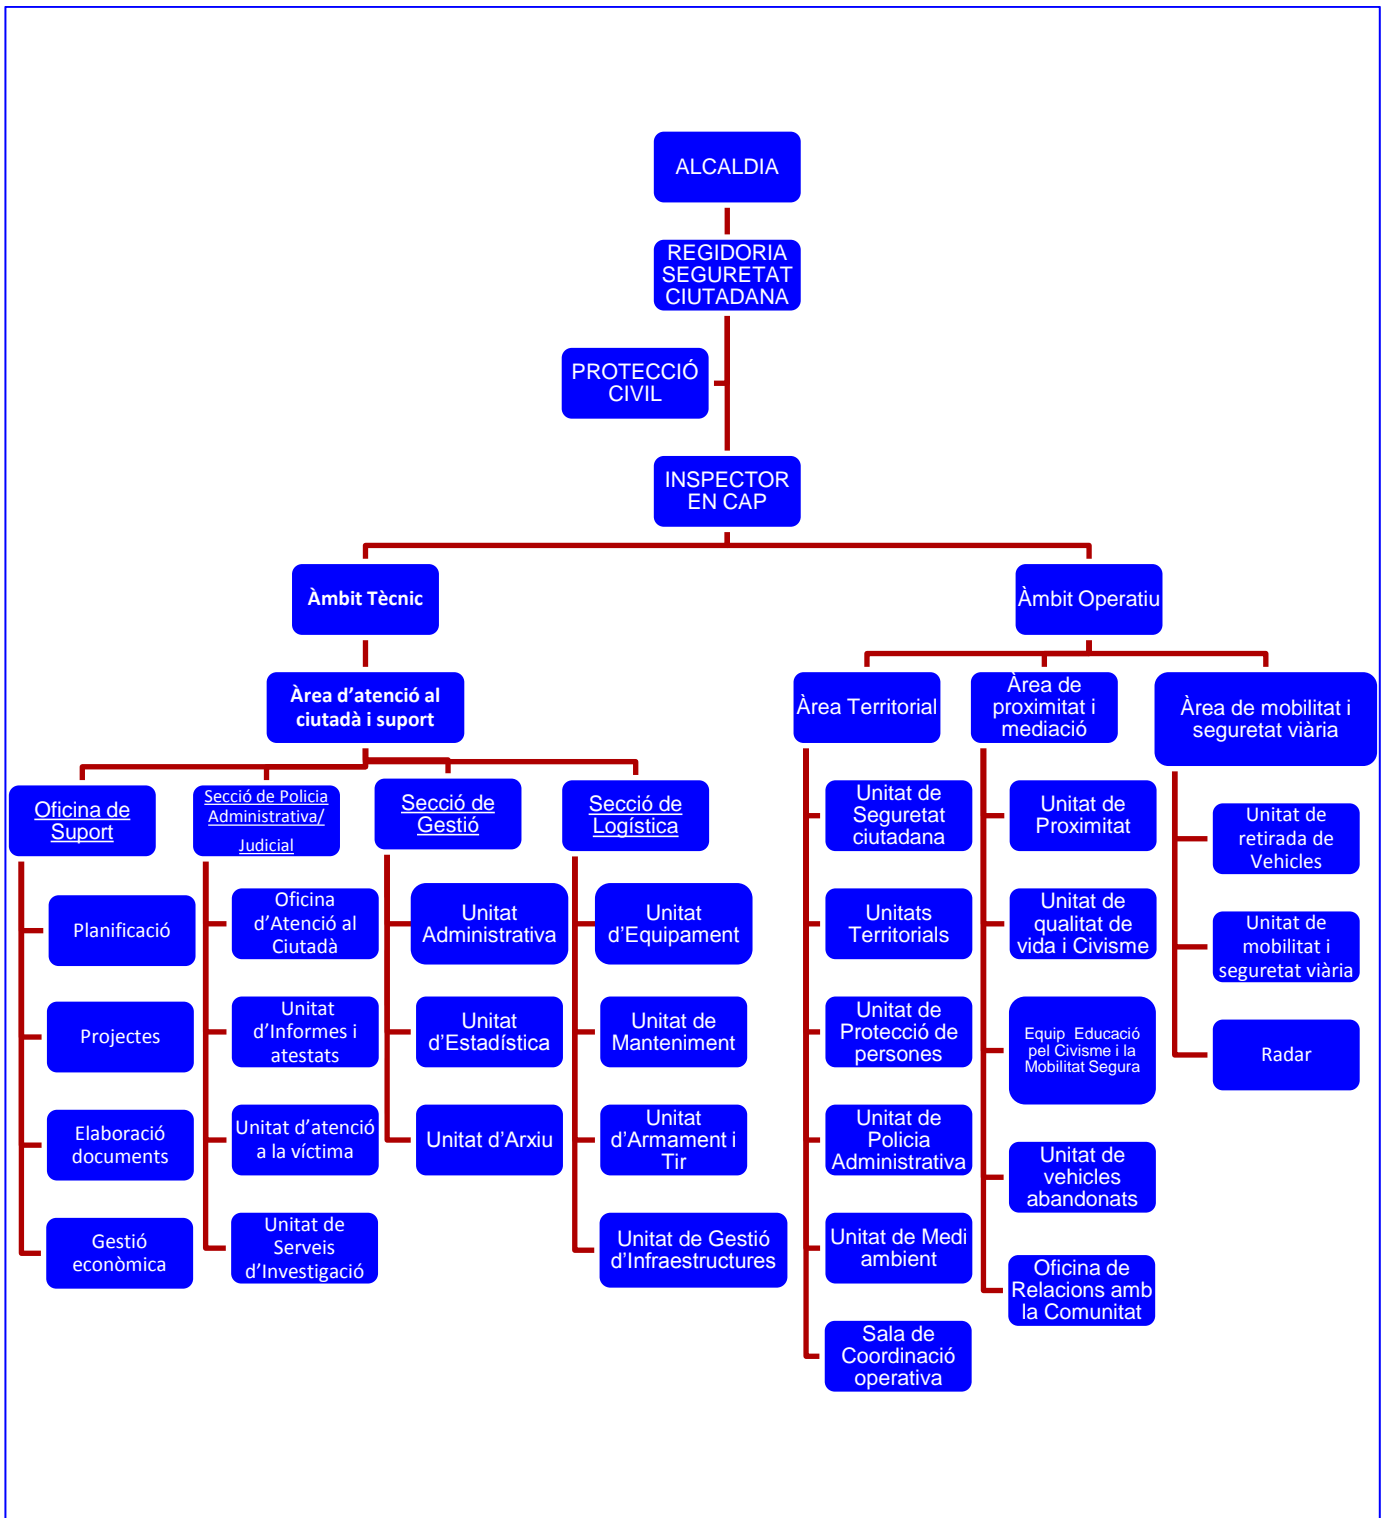 ALCALDIA
REGIDORIA
SEGURETAT
CIUTADANA
PROTECCIÓ
CIVIL
INSPECTOR
EN CAP
Àmbit Tècnic
Àmbit Operatiu
Àrea d’atenció al
ciutadà i suport
Àrea Territorial
Àrea de
proximitat i
mediació
Àrea de mobilitat i
seguretat viària
Oficina de
Suport
Planificació
Projectes
Elaboració
documents
Gestió
econòmica
Secció de Policia
Administrativa/
Judicial
Oficina
d’Atenció al
Ciutadà
Unitat
d’Informes i
atestats
Unitat d’atenció
a la víctima
Unitat de
Serveis
d’Investigació
Secció de
Gestió
Unitat
Administrativa
Unitat
d’Estadística
Unitat d’Arxiu
Secció de
Logística
Unitat
d’Equipament
Unitat de
Manteniment
Unitat
d’Armament i
Tir
Unitat de Gestió
d’Infraestructures
Unitat de
Seguretat
ciutadana
Unitats
Territorials
Unitat de
Protecció de
persones
Unitat de
Policia
Administrativa
Unitat de Medi
ambient
Sala de
Coordinació
operativa
Unitat de
Proximitat
Unitat de
qualitat de
vida i Civisme
Equip Educació
pel Civisme i la
Mobilitat Segura
Unitat de
vehicles
abandonats
Oficina de
Relacions amb
la Comunitat
Unitat de
retirada de
Vehicles
Unitat de
mobilitat i
seguretat viària
Radar